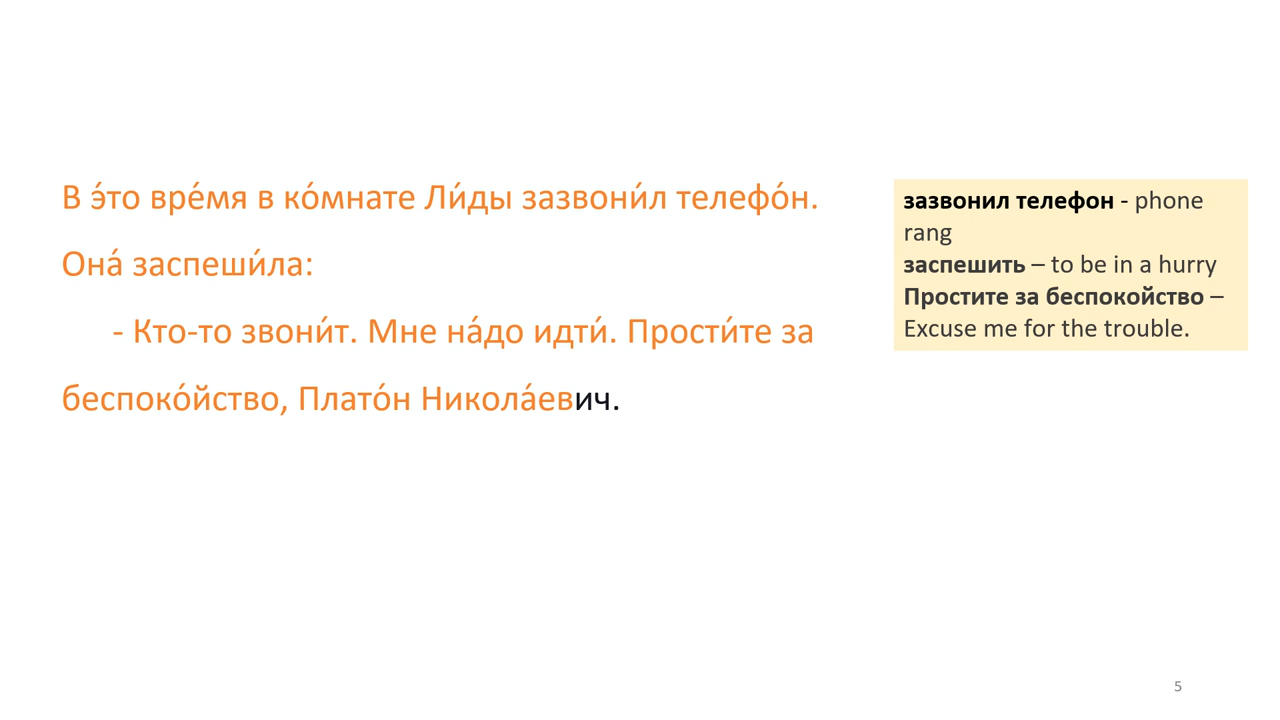 В э́то вре́мя в ко́мнате Ли́ды зазвони́л телефо́н.
Она́ заспеши́ла:
- Кто-то звони́т. Мне на́до идти́. Прости́те за
беспоко́йство, Плато́н Никола́евич.
зазвонил телефон - phone
rang
заспешить – to be in a hurry
Простите за беспокойство –
Excuse me for the trouble.
5